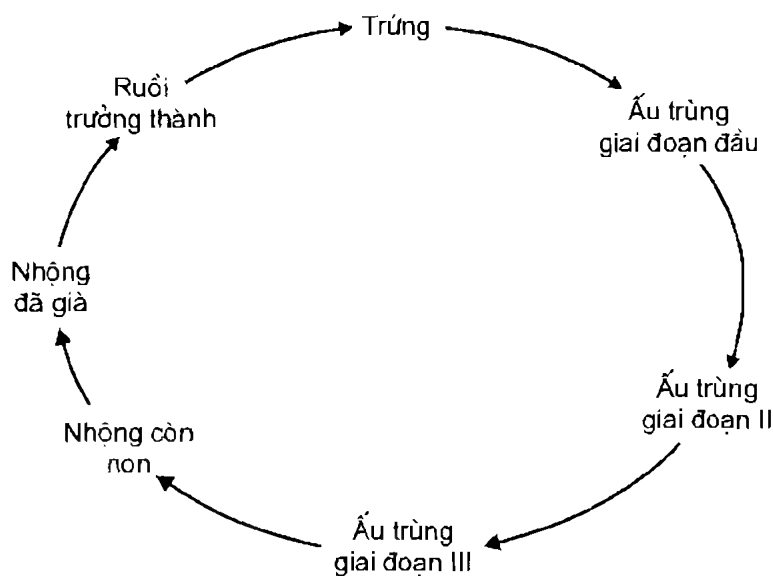 Trứng
Ấu trùng
giai đoạn đầu
Ấu trùng
giai đoạn II
Ấu trùng
giai đoạn III
Nhộng còn
non
Nhộng
đã già
Ruồi
trưởng thành